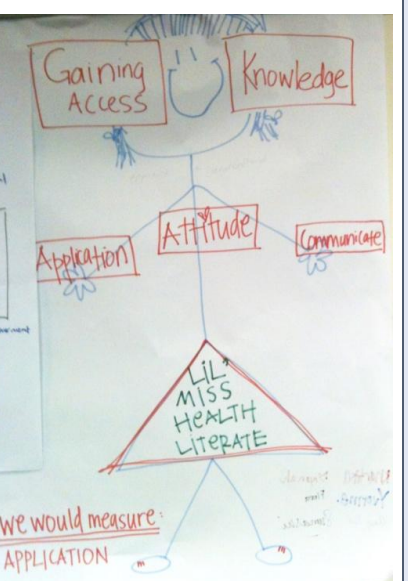 Gaining
ACCESS
Knowledge
Application
Attitude
Communicate
LIL'
MISS
HEALTH
LITERATE
We would measure:
APPLICATION